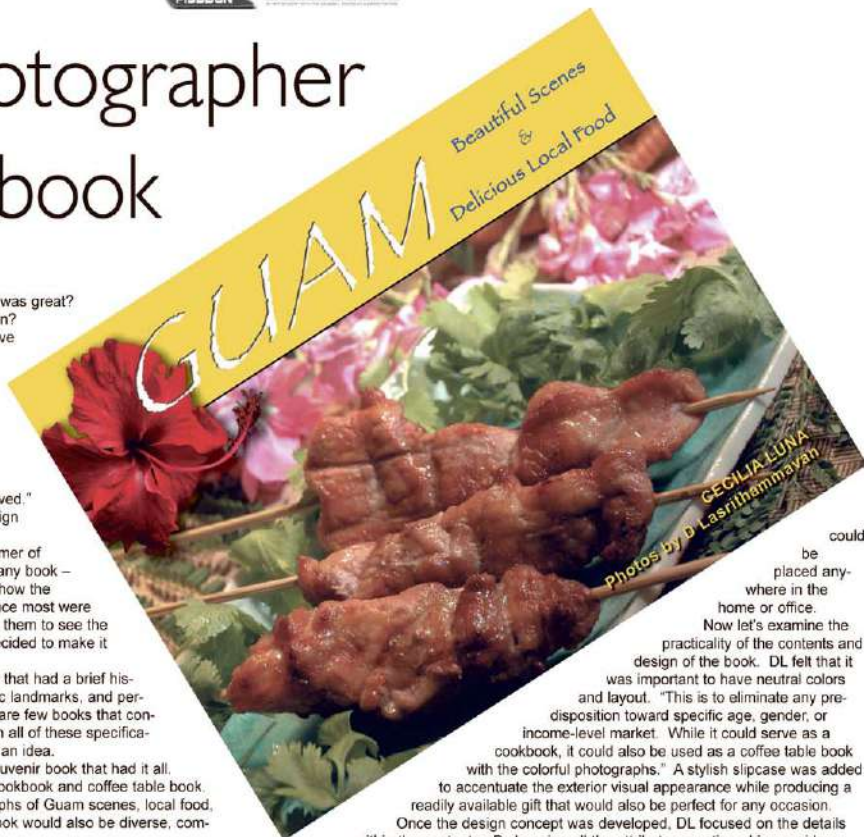 otographer
book
GUAM
Beautiful Scenes
&
Delicious Local Food
CECILIA LUNA
Photos by D Lasrithammavan
was great?
n?
ve
ved."
ign
mer of
any book –
how the
ce most were
them to see the
cided to make it
that had a brief his-
c landmarks, and per-
are few books that con-
n all of these specifica-
an idea.
uvenir book that had it all,
ookbook and coffee table book.
phs of Guam scenes, local food,
ook would also be diverse, com-
could
be
placed any-
where in the
home or office.
Now let's examine the
practicality of the contents and
design of the book. DL felt that it
was important to have neutral colors
and layout. "This is to eliminate any pre-
disposition toward specific age, gender, or
income-level market. While it could serve as a
cookbook, it could also be used as a coffee table book
with the colorful photographs." A stylish slipcase was added
to accentuate the exterior visual appearance while producing a
readily available gift that would also be perfect for any occasion.
Once the design concept was developed, DL focused on the details